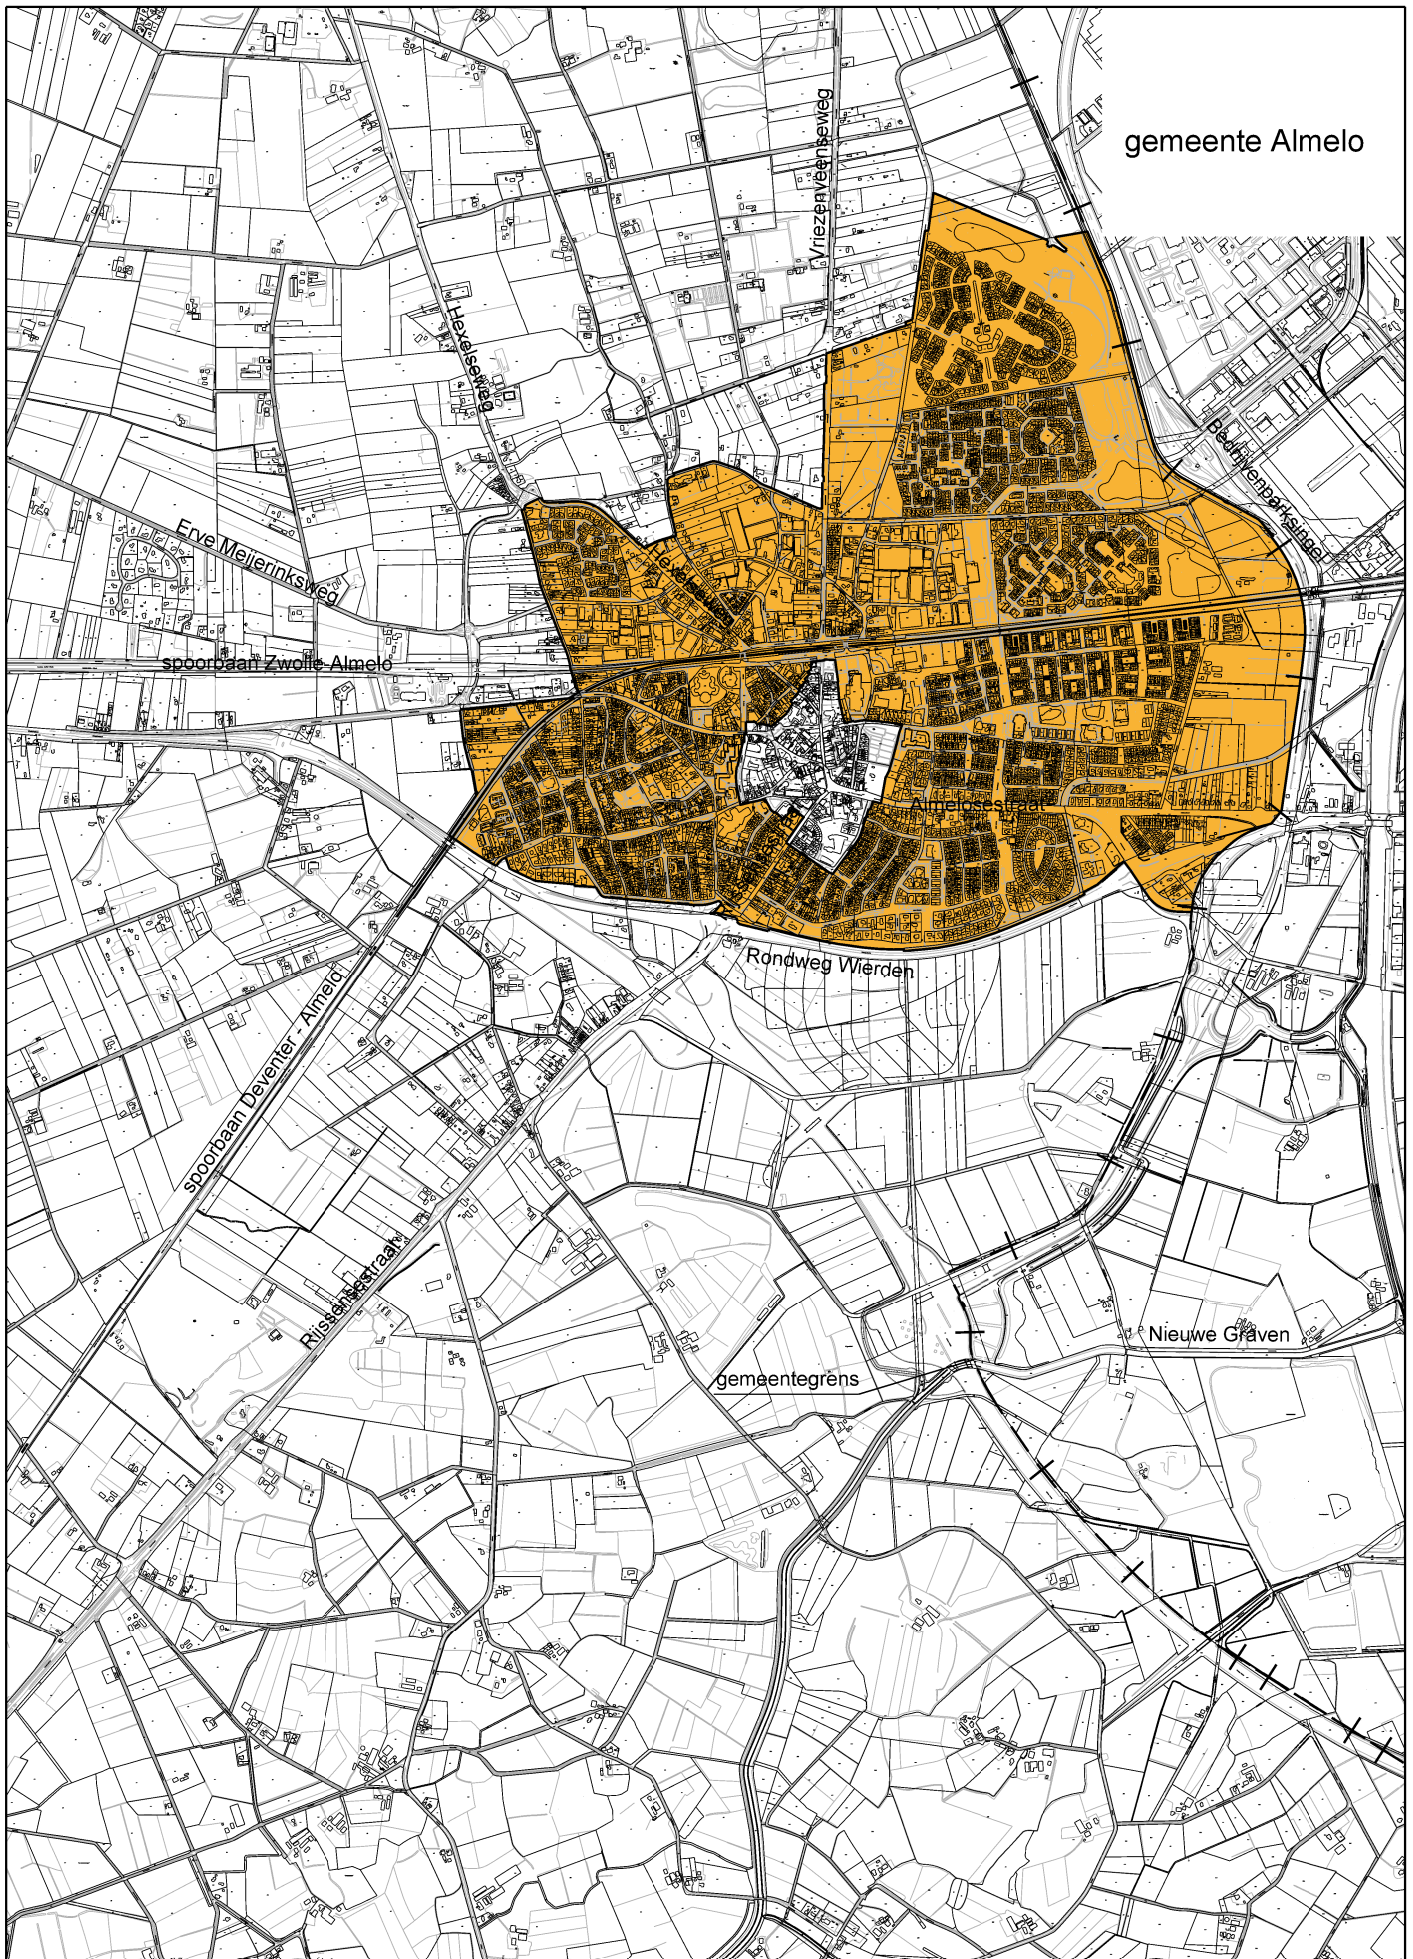 gemeente Almelo
Vriezenveenseweg
Hexelseweg
Bedrijvenparksingel
Erve Meijerinksweg
Hexelseweg
spoorbaan Zwolle-Almelo
Almelosestraat
Rondweg Wierden
spoorbaan Deventer - Almelo
Rijssensestraat
Nieuwe Graven
gemeentegrens